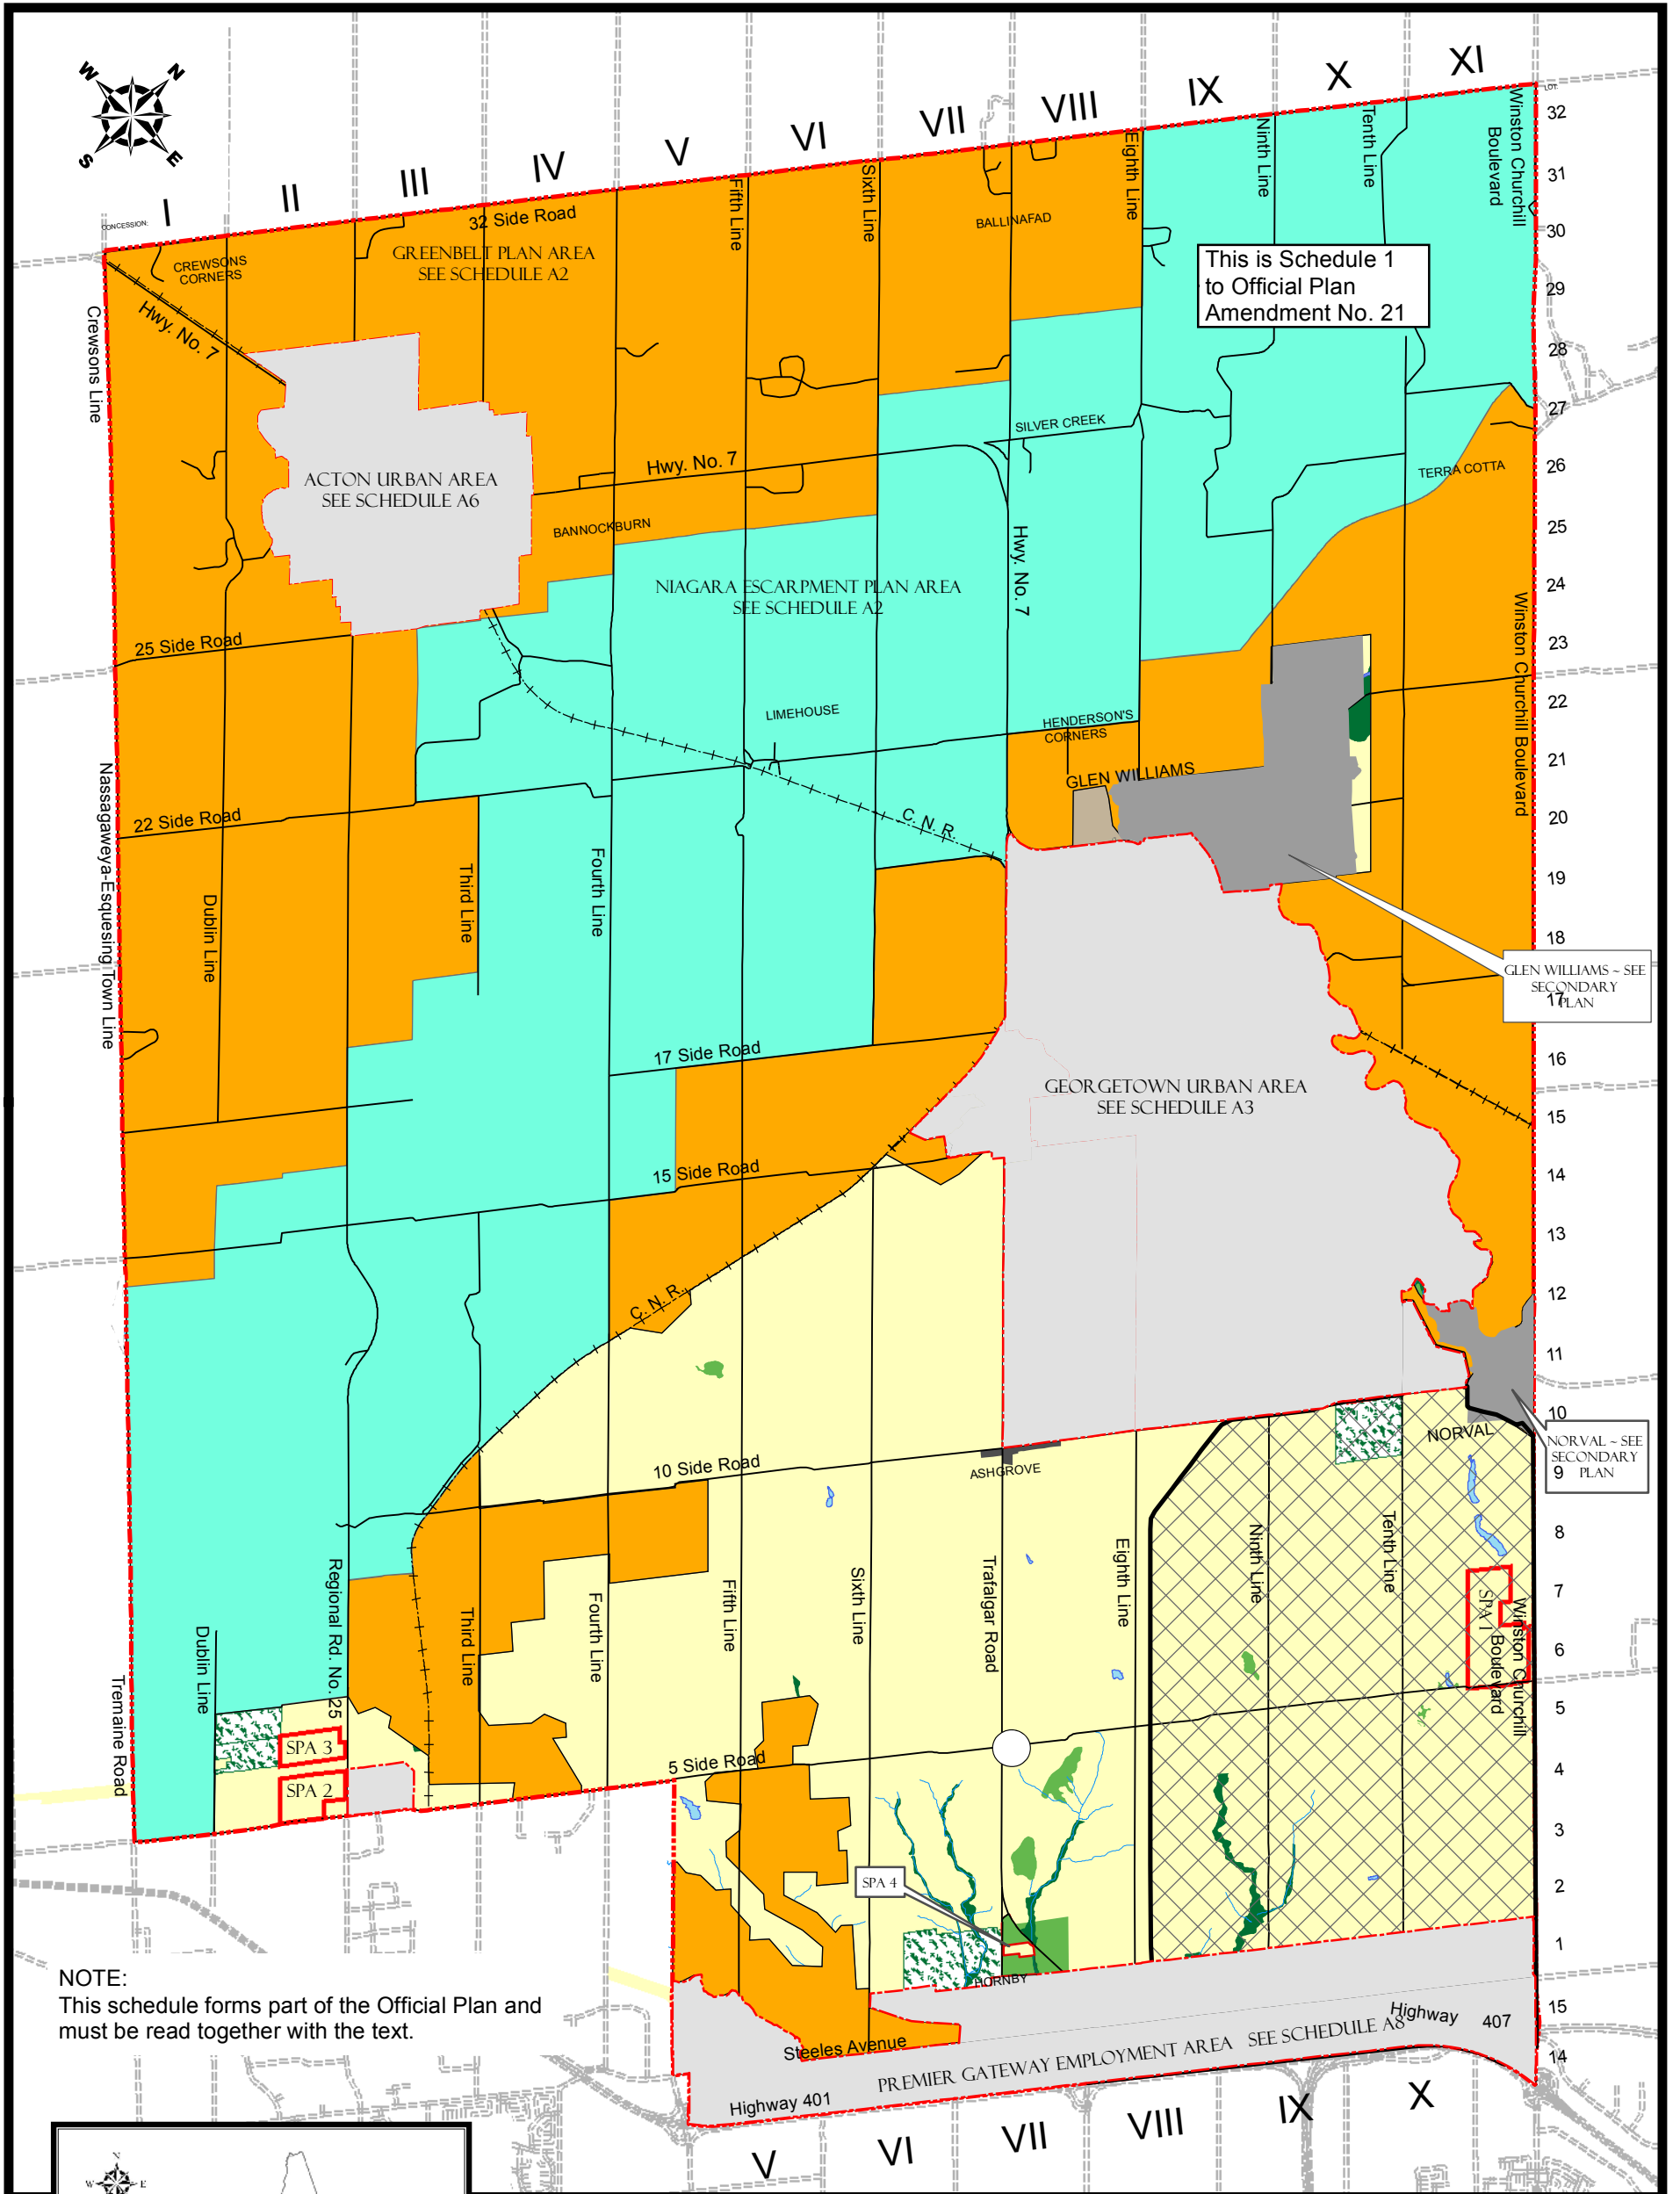 W
N
S
E
CONCESSION:
I
II
III
IV
V
VI
VII
VIII
IX
X
XI
LOT:
32
31
30
29
28
27
26
25
24
23
22
21
20
19
18
17
16
15
14
13
12
11
10
9
8
7
6
5
4
3
2
1
15
14
32 Side Road
Fifth Line
Sixth Line
Eighth Line
Ninth Line
Tenth Line
Winston Churchill
Boulevard
CREWSONS
CORNERS
GREENBELT PLAN AREA
SEE SCHEDULE A2
BALLINAFAD
This is Schedule 1
to Official Plan
Amendment No. 21
Crewsons Line
Hwy. No. 7
ACTON URBAN AREA
SEE SCHEDULE A6
Hwy. No. 7
BANNOCKBURN
SILVER CREEK
TERRA COTTA
NIAGARA ESCARPMENT PLAN AREA
SEE SCHEDULE A2
Hwy. No. 7
25 Side Road
Winston Churchill Boulevard
LIMEHOUSE
HENDERSON'S
CORNERS
GLEN WILLIAMS
Nassagaweya-Esquesing Town Line
22 Side Road
C. N. R.
Dublin Line
Third Line
Fourth Line
GLEN WILLIAMS ~ SEE
SECONDARY
PLAN
17 Side Road
GEORGETOWN URBAN AREA
SEE SCHEDULE A3
15 Side Road
C. N. R.
10 Side Road
ASHGROVE
NORVAL
NORVAL ~ SEE
SECONDARY
PLAN
Tremaine Road
Dublin Line
Regional Rd. No. 25
Third Line
Fourth Line
Fifth Line
Sixth Line
Trafalgar Road
Eighth Line
Ninth Line
Tenth Line
SPA 1
Winston Churchill
Boulevard
SPA 3
SPA 2
5 Side Road
SPA 4
HORNBY
NOTE:
This schedule forms part of the Official Plan and
must be read together with the text.
Steeles Avenue
PREMIER GATEWAY EMPLOYMENT AREA SEE SCHEDULE A8
Highway 407
Highway 401
V
VI
VII
VIII
IX
X
N
W
E